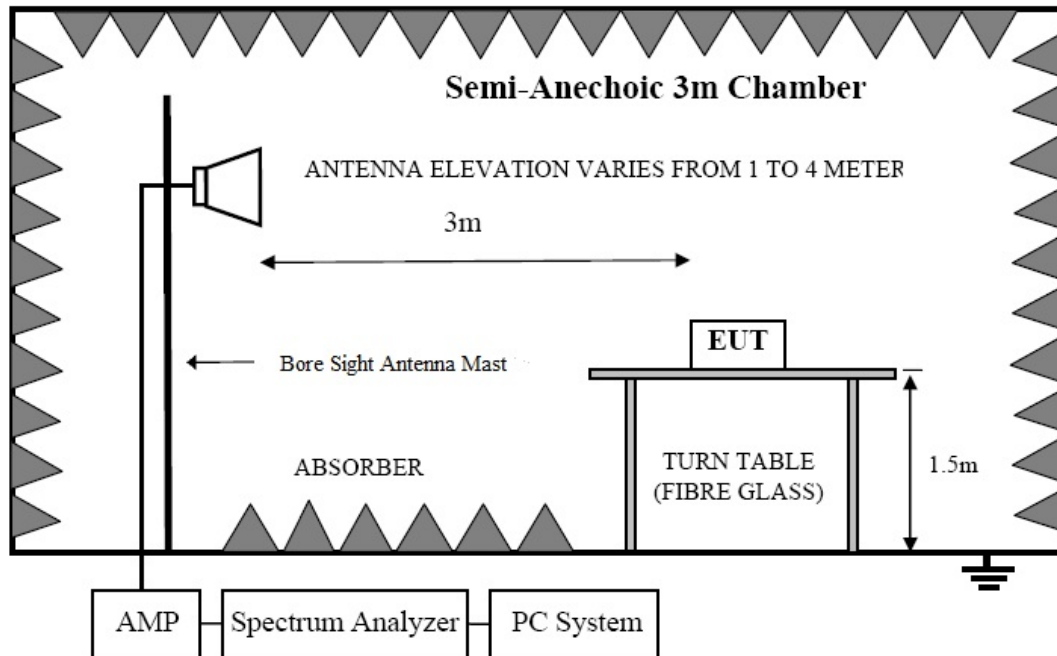 Semi-Anechoic 3m Chamber
ANTENNA ELEVATION VARIES FROM 1 TO 4 METER
3m
EUT
Bore Sight Antenna Mast
ABSORBER
TURN TABLE
(FIBRE GLASS)
1.5m
AMP
Spectrum Analyzer
PC System